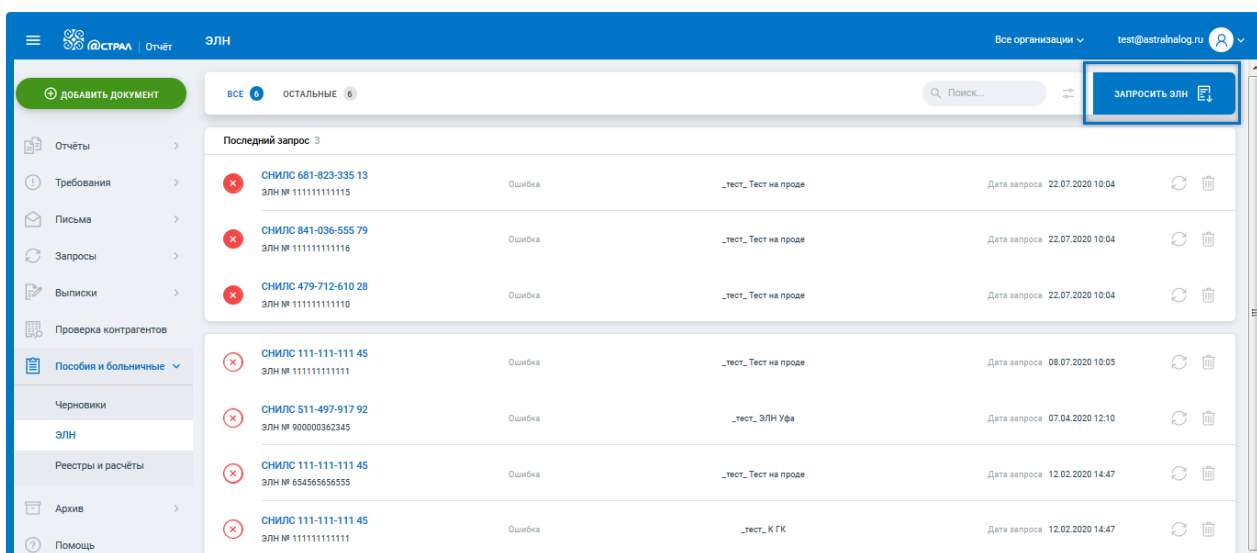 @СТРАЛ | Отчёт
ЭЛН
Все организации
test@astralnalog.ru
ДОБАВИТЬ ДОКУМЕНТ
ВСЕ 6
ОСТАЛЬНЫЕ 6
Поиск...
ЗАПРОСИТЬ ЭЛН
Отчёты
Требования
Письма
Запросы
Выписки
Проверка контрагентов
Пособия и больничные
Черновики
ЭЛН
Реестры и расчёты
Архив
Помощь
Последний запрос 3
СНИЛС 681-823-335 13
ЭЛН № 111111111115
Ошибка
_тест_ Тест на проде
Дата запроса 22.07.2020 10:04
СНИЛС 841-036-555 79
ЭЛН № 111111111116
Ошибка
_тест_ Тест на проде
Дата запроса 22.07.2020 10:04
СНИЛС 479-712-610 28
ЭЛН № 111111111110
Ошибка
_тест_ Тест на проде
Дата запроса 22.07.2020 10:04
СНИЛС 111-111-111 45
ЭЛН № 111111111111
Ошибка
_тест_ Тест на проде
Дата запроса 08.07.2020 10:05
СНИЛС 511-497-917 92
ЭЛН № 900000362345
Ошибка
_тест_ ЭЛН Уфа
Дата запроса 07.04.2020 12:10
СНИЛС 111-111-111 45
ЭЛН № 654565656555
Ошибка
_тест_ Тест на проде
Дата запроса 12.02.2020 14:47
СНИЛС 111-111-111 45
ЭЛН № 111111111111
Ошибка
_тест_ К ГК
Дата запроса 12.02.2020 14:47